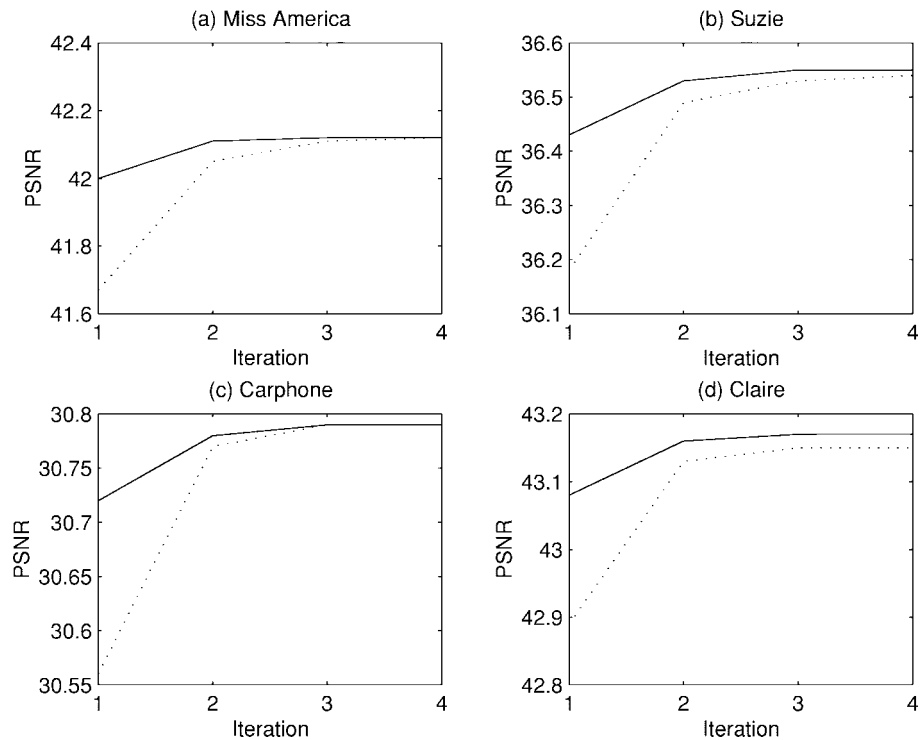 (a) Miss America
42.4
42.2
42
41.8
41.6
PSNR
1 2 3 4
Iteration
(b) Suzie
36.6
36.5
36.4
36.3
36.2
36.1
PSNR
1 2 3 4
Iteration
(c) Carphone
30.8
30.75
30.7
30.65
30.6
30.55
PSNR
1 2 3 4
Iteration
(d) Claire
43.2
43.1
43
42.9
42.8
PSNR
1 2 3 4
Iteration